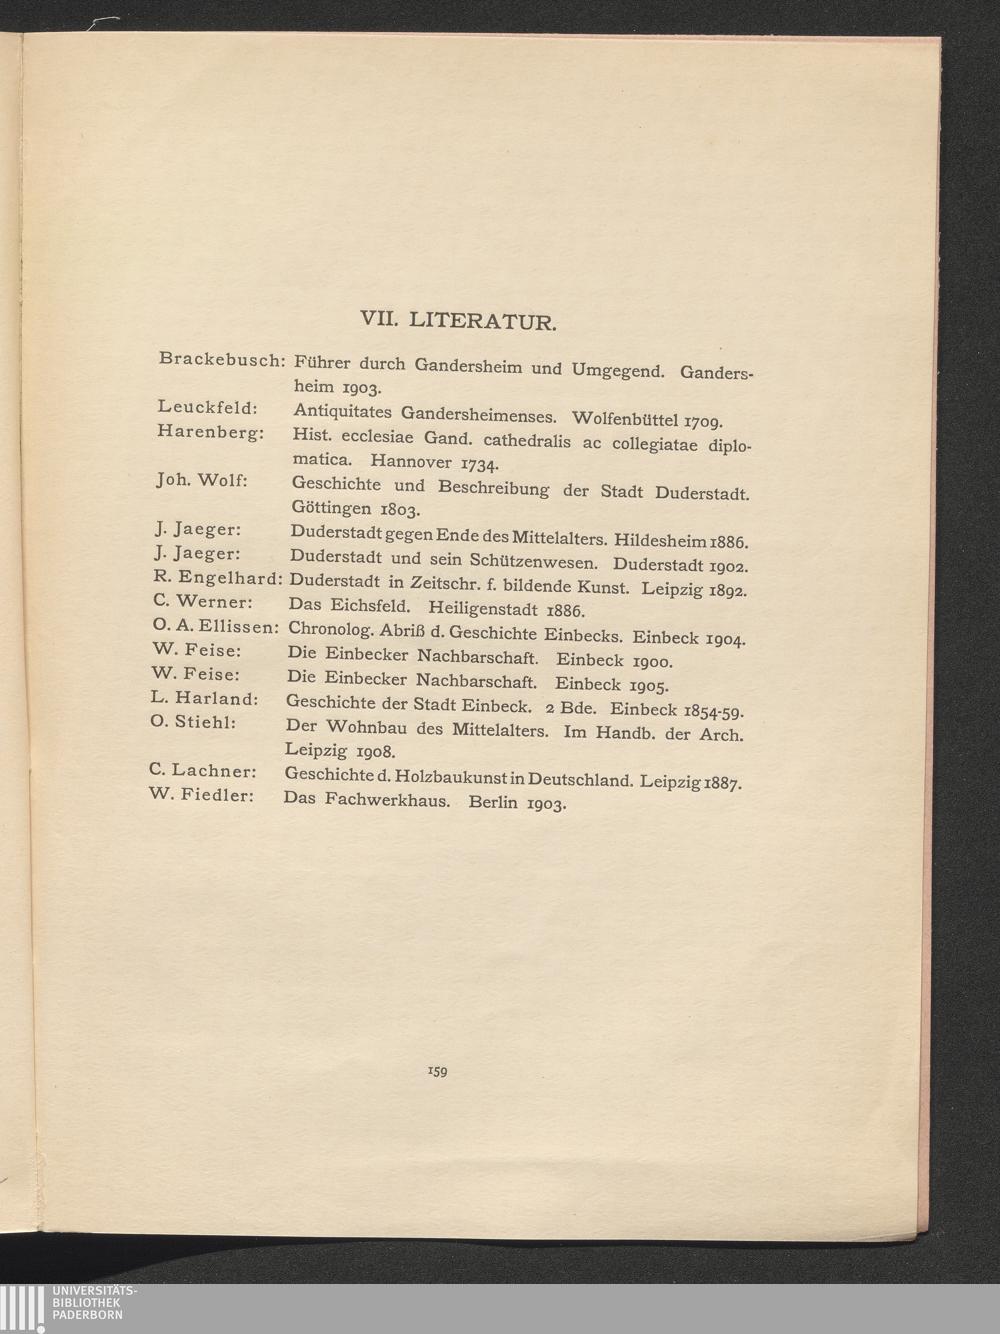 VII. LITERATUR.
Brackebusch: Führer durch Gandersheim und Umgegend. Ganders-
heim 1903.
Leuckfeld: Antiquitates Gandersheimenses. Wolfenbüttel 1709.
Harenberg: Hist. ecclesiae Gand. cathedralis ac collegiatae diplo-
matica. Hannover 1734.
Joh. Wolf: Geschichte und Beschreibung der Stadt Duderstadt.
Göttingen 1803.
J. Jaeger: Duderstadt gegen Ende des Mittelalters. Hildesheim 1886.
J. Jaeger: Duderstadt und sein Schützenwesen. Duderstadt 1902.
R. Engelhard: Duderstadt in Zeitschr. f. bildende Kunst. Leipzig 1892.
C. Werner: Das Eichsfeld. Heiligenstadt 1886.
O. A. Ellissen: Chronolog. Abriß d. Geschichte Einbecks. Einbeck 1904.
W. Feise: Die Einbecker Nachbarschaft. Einbeck 1900.
W. Feise: Die Einbecker Nachbarschaft. Einbeck 1905.
L. Harland: Geschichte der Stadt Einbeck. 2 Bde. Einbeck 1854-59.
O. Stiehl: Der Wohnbau des Mittelalters. Im Handb. der Arch.
Leipzig 1908.
C. Lachner: Geschichte d. Holzbaukunst in Deutschland. Leipzig 1887.
W. Fiedler: Das Fachwerkhaus. Berlin 1903.
159
UNIVERSITÄTS-
BIBLIOTHEK
PADERBORN